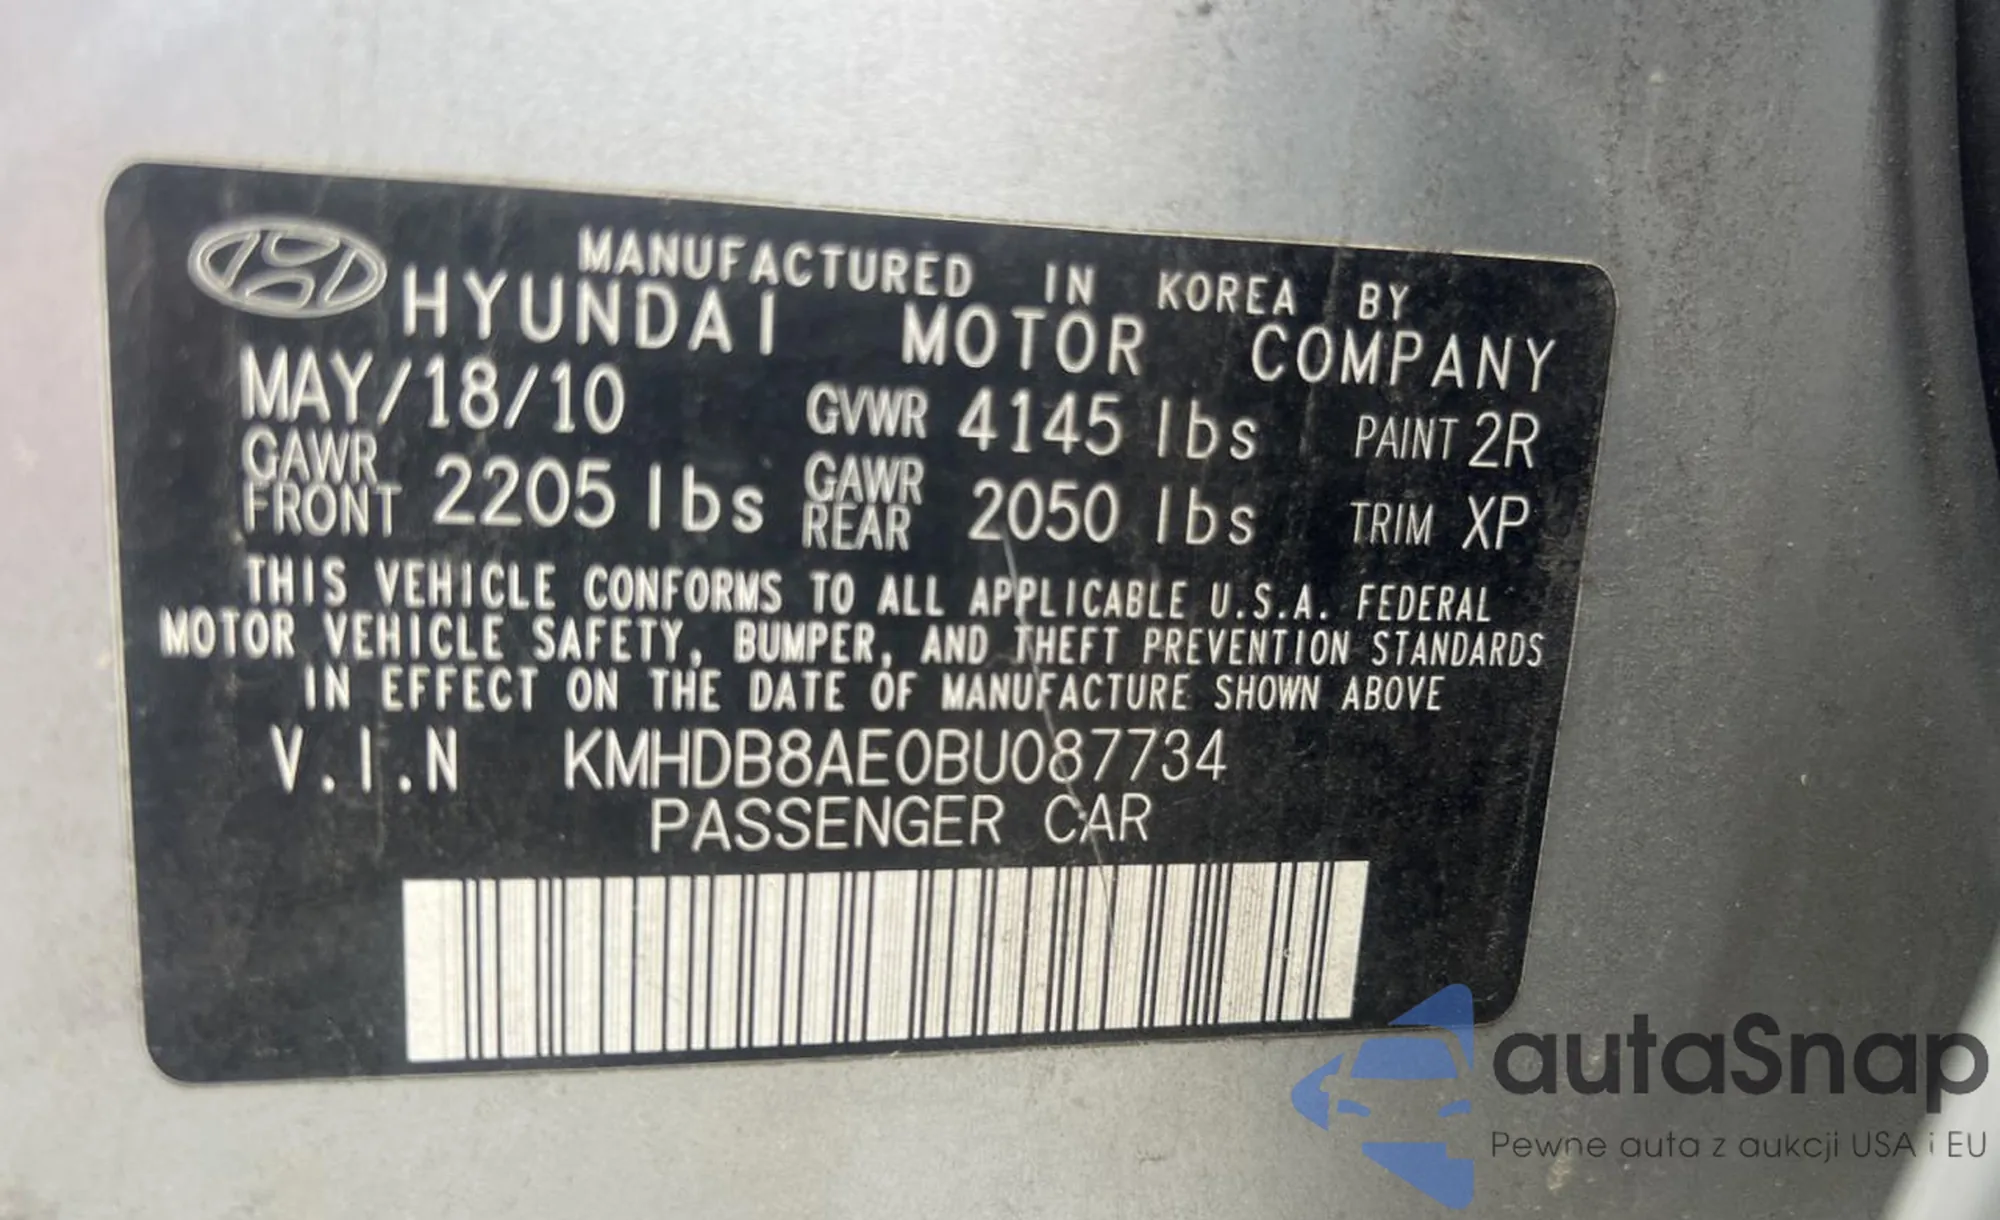 MANUFACTURED IN KOREA BY
HYUNDAI MOTOR COMPANY
MAY/18/10 GVWR 4145 lbs PAINT 2R
GAWR FRONT 2205 lbs GAWR REAR 2050 lbs TRIM XP
THIS VEHICLE CONFORMS TO ALL APPLICABLE U.S.A. FEDERAL
MOTOR VEHICLE SAFETY, BUMPER, AND THEFT PREVENTION STANDARDS
IN EFFECT ON THE DATE OF MANUFACTURE SHOWN ABOVE
V.I.N KMHDB8AE0BU087734
PASSENGER CAR
autaSnap
Pewne auta z aukcji USA i EU